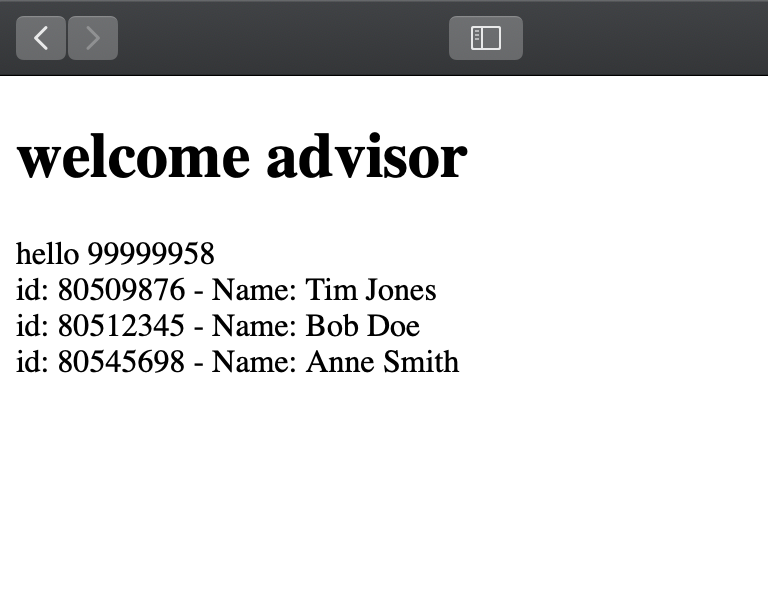 welcome advisor
hello 99999958
id: 80509876 - Name: Tim Jones
id: 80512345 - Name: Bob Doe
id: 80545698 - Name: Anne Smith